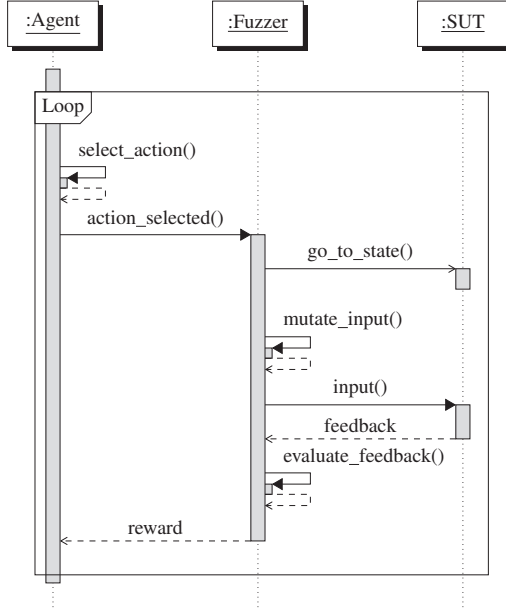 :Agent
:Fuzzer
:SUT
Loop
select_action()
action_selected()
go_to_state()
mutate_input()
input()
feedback
evaluate_feedback()
reward